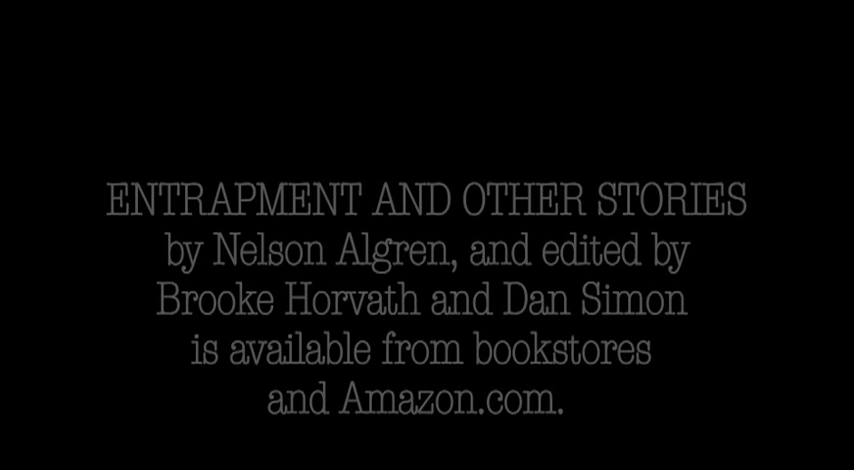 ENTRAPMENT AND OTHER STORIES
by Nelson Algren, and edited by
Brooke Horvath and Dan Simon
is available from bookstores
and Amazon.com.